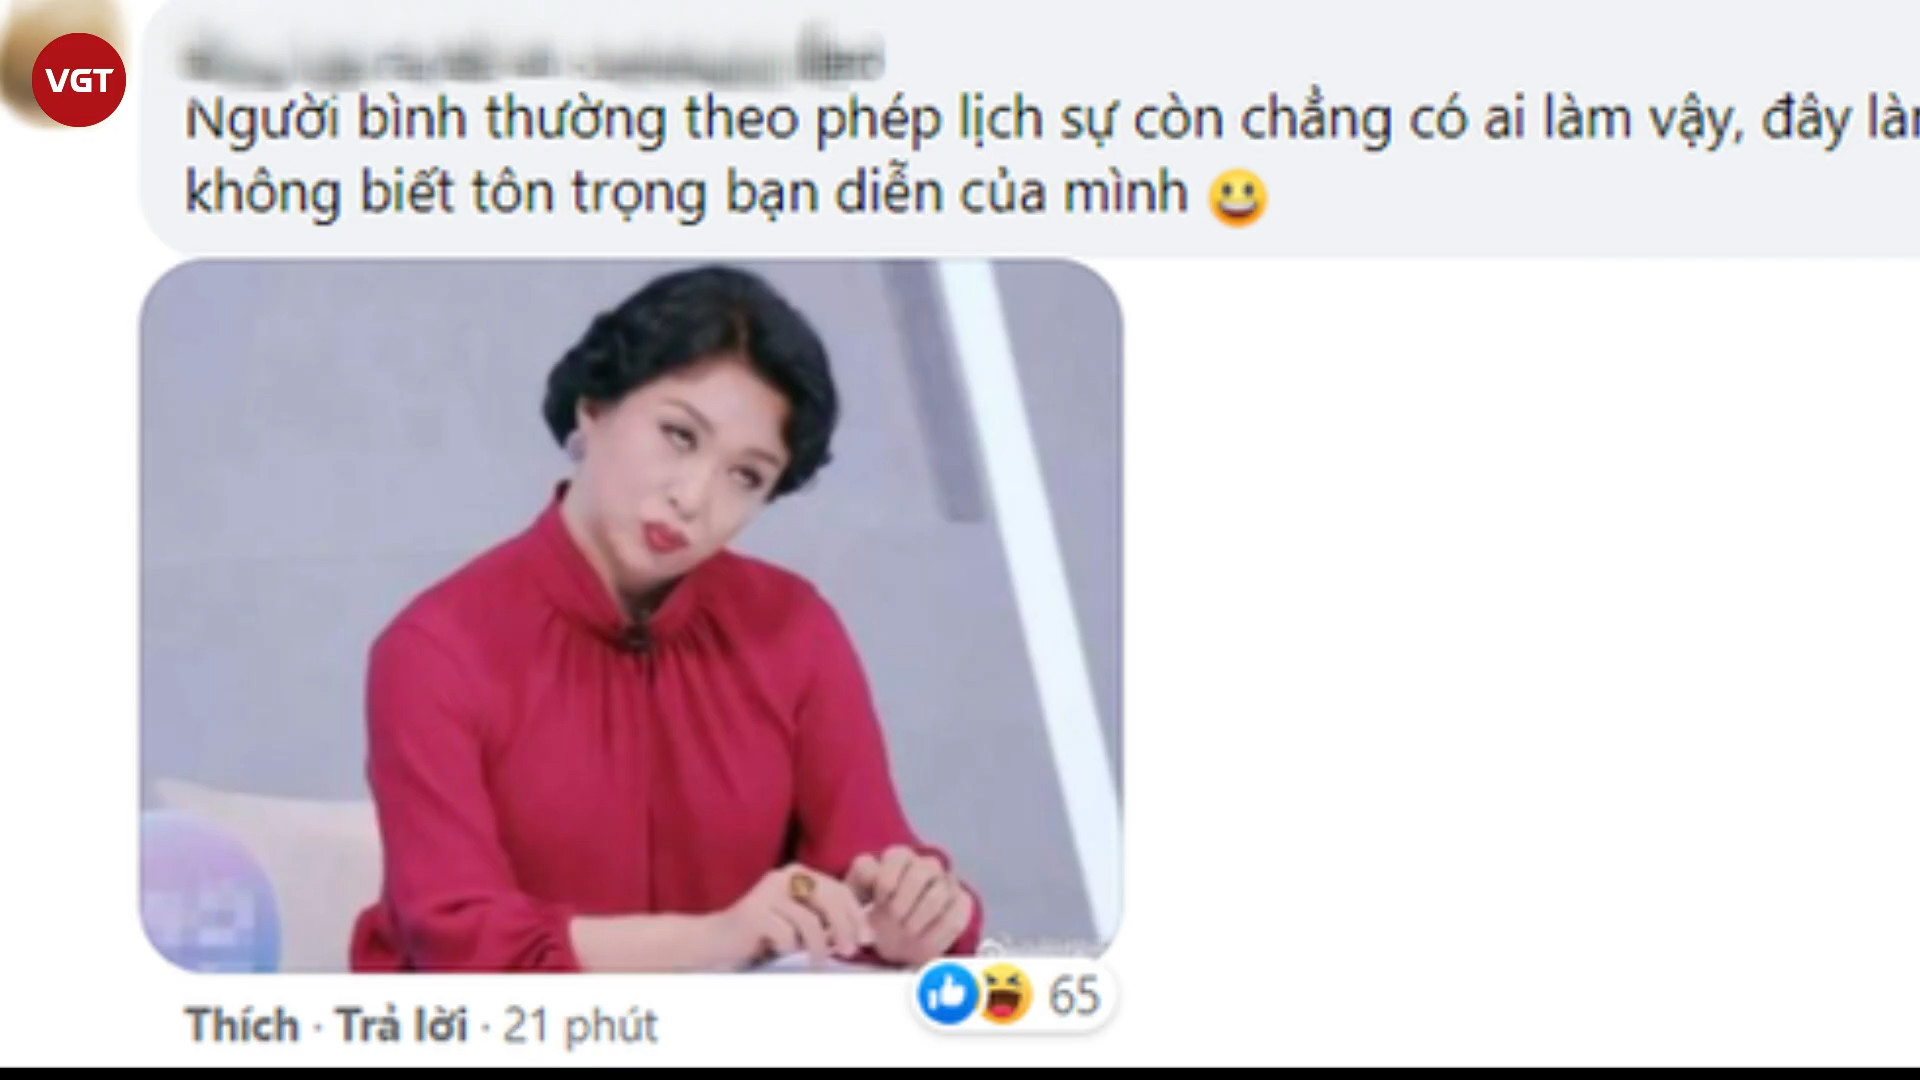 VGT
Người bình thường theo phép lịch sự còn chẳng có ai làm vậy, đây
không biết tôn trọng bạn diễn của mình 😀
Thích · Trả lời · 21 phút
65